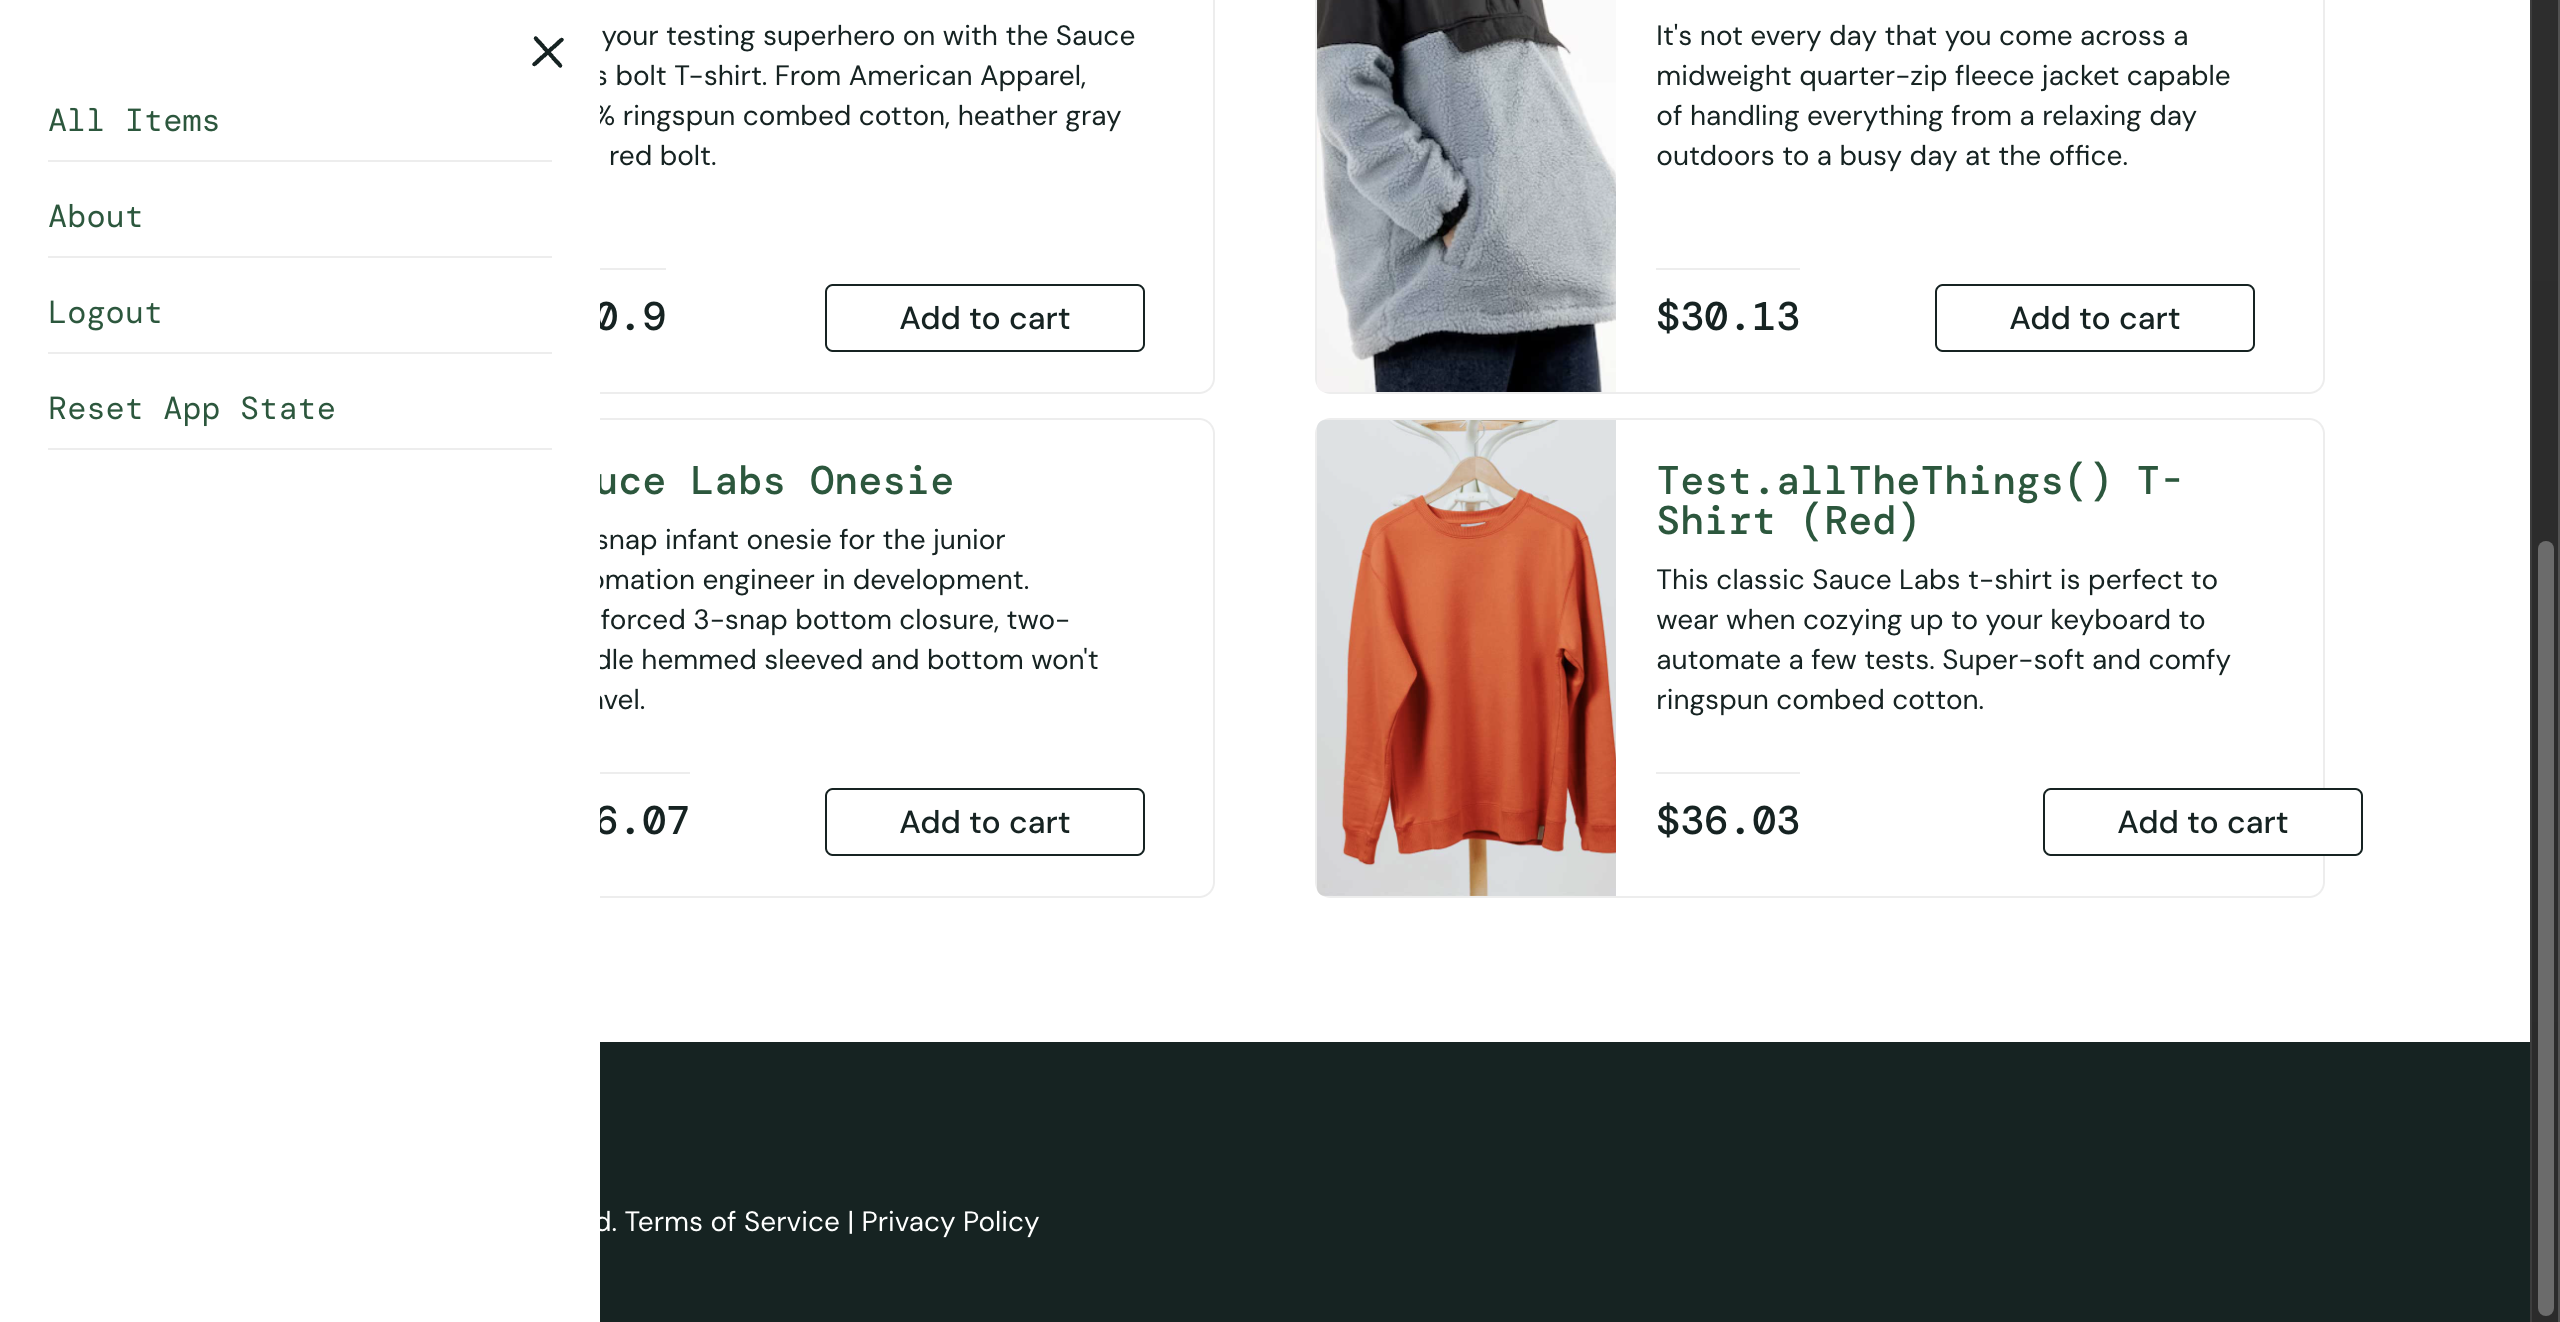 All Items
About
Logout
Reset App State
your testing superhero on with the Sauce
bolt T-shirt. From American Apparel,
% ringspun combed cotton, heather gray
red bolt.
0.9
Add to cart
It's not every day that you come across a
midweight quarter-zip fleece jacket capable
of handling everything from a relaxing day
outdoors to a busy day at the office.
$30.13
Add to cart
uce Labs Onesie
snap infant onesie for the junior
omation engineer in development.
forced 3-snap bottom closure, two-
dle hemmed sleeved and bottom won't
avel.
6.07
Add to cart
Test.allTheThings() T-
Shirt (Red)
This classic Sauce Labs t-shirt is perfect to
wear when cozying up to your keyboard to
automate a few tests. Super-soft and comfy
ringspun combed cotton.
$36.03
Add to cart
d. Terms of Service | Privacy Policy